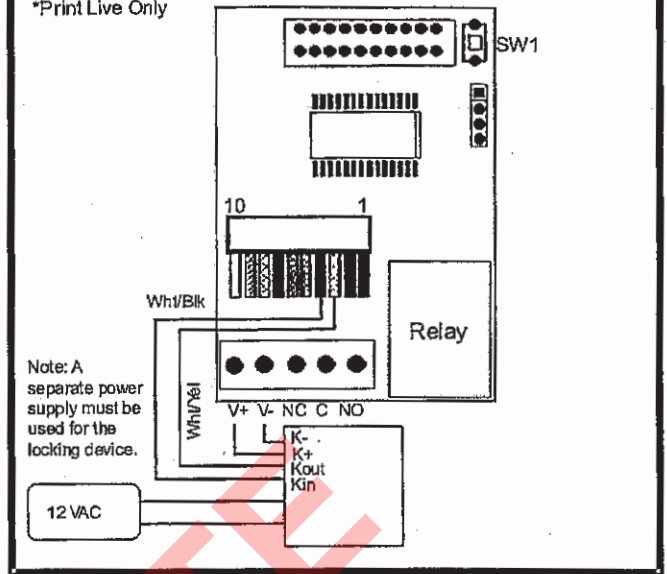 *Print Live Only
SW1
10 1
Wht/Blk
Relay
Note: A
separate power
supply must be
used for the
locking device.
Wht/Yel
V+ V- NC C NO
K-
K+
Kout
Kin
12 VAC